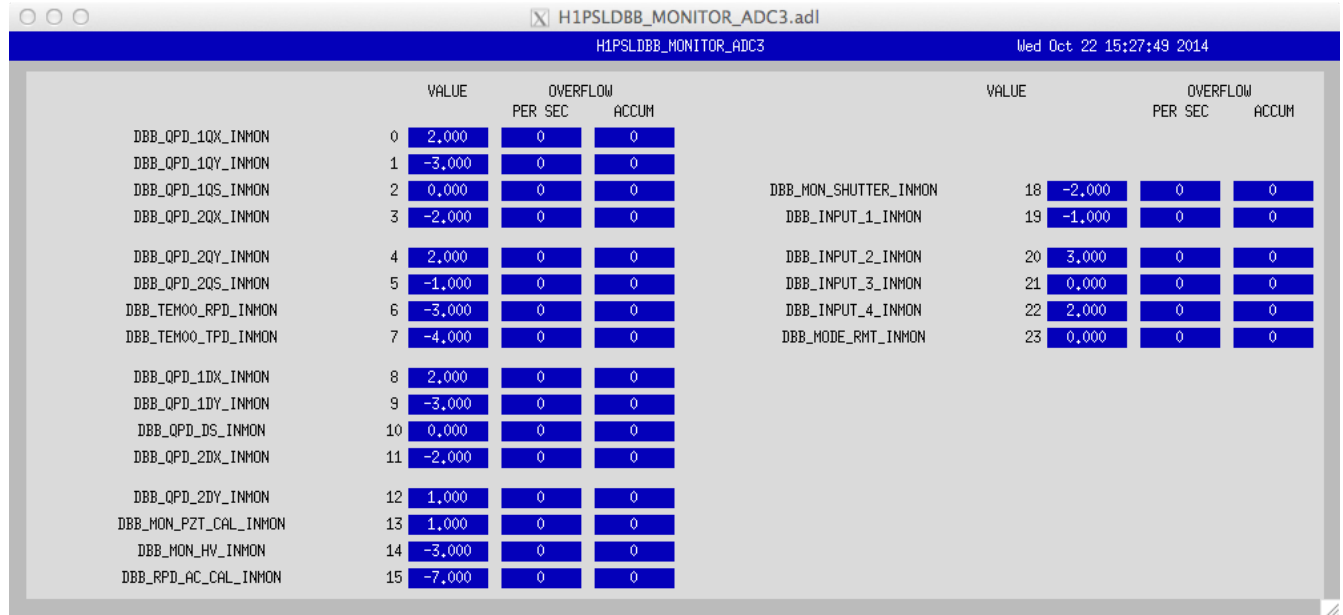 H1PSLDBB_MONITOR_ADC3.adl
H1PSLDBB_MONITOR_ADC3 Wed Oct 22 15:27:49 2014
VALUE OVERFLOW VALUE OVERFLOW
PER SEC ACCUM PER SEC ACCUM
DBB_QPD_1QX_INMON 0 2.000 0 0
DBB_QPD_1QY_INMON 1 -3.000 0 0
DBB_QPD_1QS_INMON 2 0.000 0 0 DBB_MON_SHUTTER_INMON 18 -2.000 0 0
DBB_QPD_2QX_INMON 3 -2.000 0 0 DBB_INPUT_1_INMON 19 -1.000 0 0
DBB_QPD_2QY_INMON 4 2.000 0 0 DBB_INPUT_2_INMON 20 3.000 0 0
DBB_QPD_2QS_INMON 5 -1.000 0 0 DBB_INPUT_3_INMON 21 0.000 0 0
DBB_TEM00_RPD_INMON 6 -3.000 0 0 DBB_INPUT_4_INMON 22 2.000 0 0
DBB_TEM00_TPD_INMON 7 -4.000 0 0 DBB_MODE_RMT_INMON 23 0.000 0 0
DBB_QPD_1DX_INMON 8 2.000 0 0
DBB_QPD_1DY_INMON 9 -3.000 0 0
DBB_QPD_DS_INMON 10 0.000 0 0
DBB_QPD_2DX_INMON 11 -2.000 0 0
DBB_QPD_2DY_INMON 12 1.000 0 0
DBB_MON_PZT_CAL_INMON 13 1.000 0 0
DBB_MON_HV_INMON 14 -3.000 0 0
DBB_RPD_AC_CAL_INMON 15 -7.000 0 0